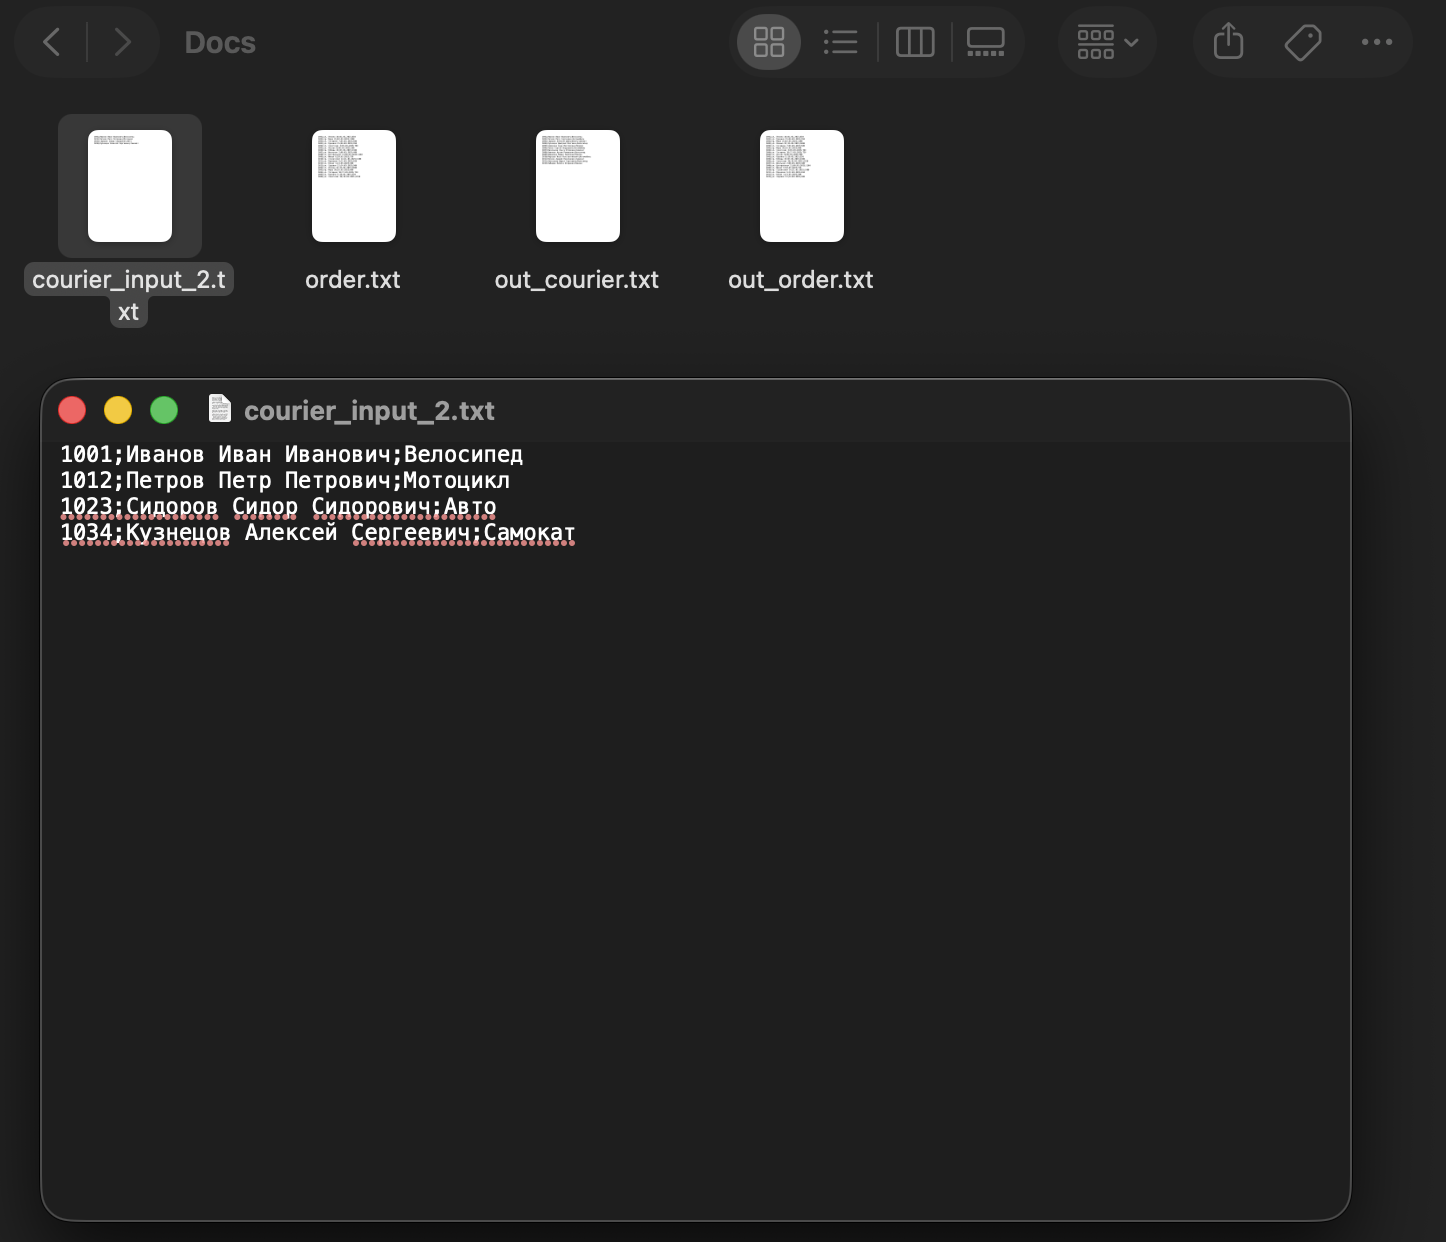 Docs
courier_input_2.t
xt
order.txt
out_courier.txt
out_order.txt
courier_input_2.txt
1001;Иванов Иван Иванович;Велосипед
1012;Петров Петр Петрович;Мотоцикл
1023;Сидоров Сидор Сидорович;Авто
1034;Кузнецов Алексей Сергеевич;Самокат